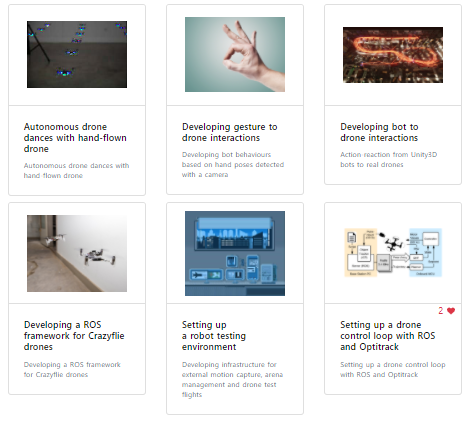 Autonomous drone
dances with hand-flown
drone
Autonomous drone dances with
hand flown drone
Developing gesture to
drone interactions
Developing bot behaviours
based on hand poses detected
with a camera
Developing bot to
drone interactions
Action reaction from Unity3D
bots to real drones
Developing a ROS
framework for Crazyflie
drones
Developing a ROS framework
for Crazyflie drones
Setting up
a robot testing
environment
Developing infrastructure for
external motion capture, arena
management and drone test
flights
2
Setting up a drone
control loop with ROS
and Optitrack
Setting up a drone control loop
with ROS and Optitrack